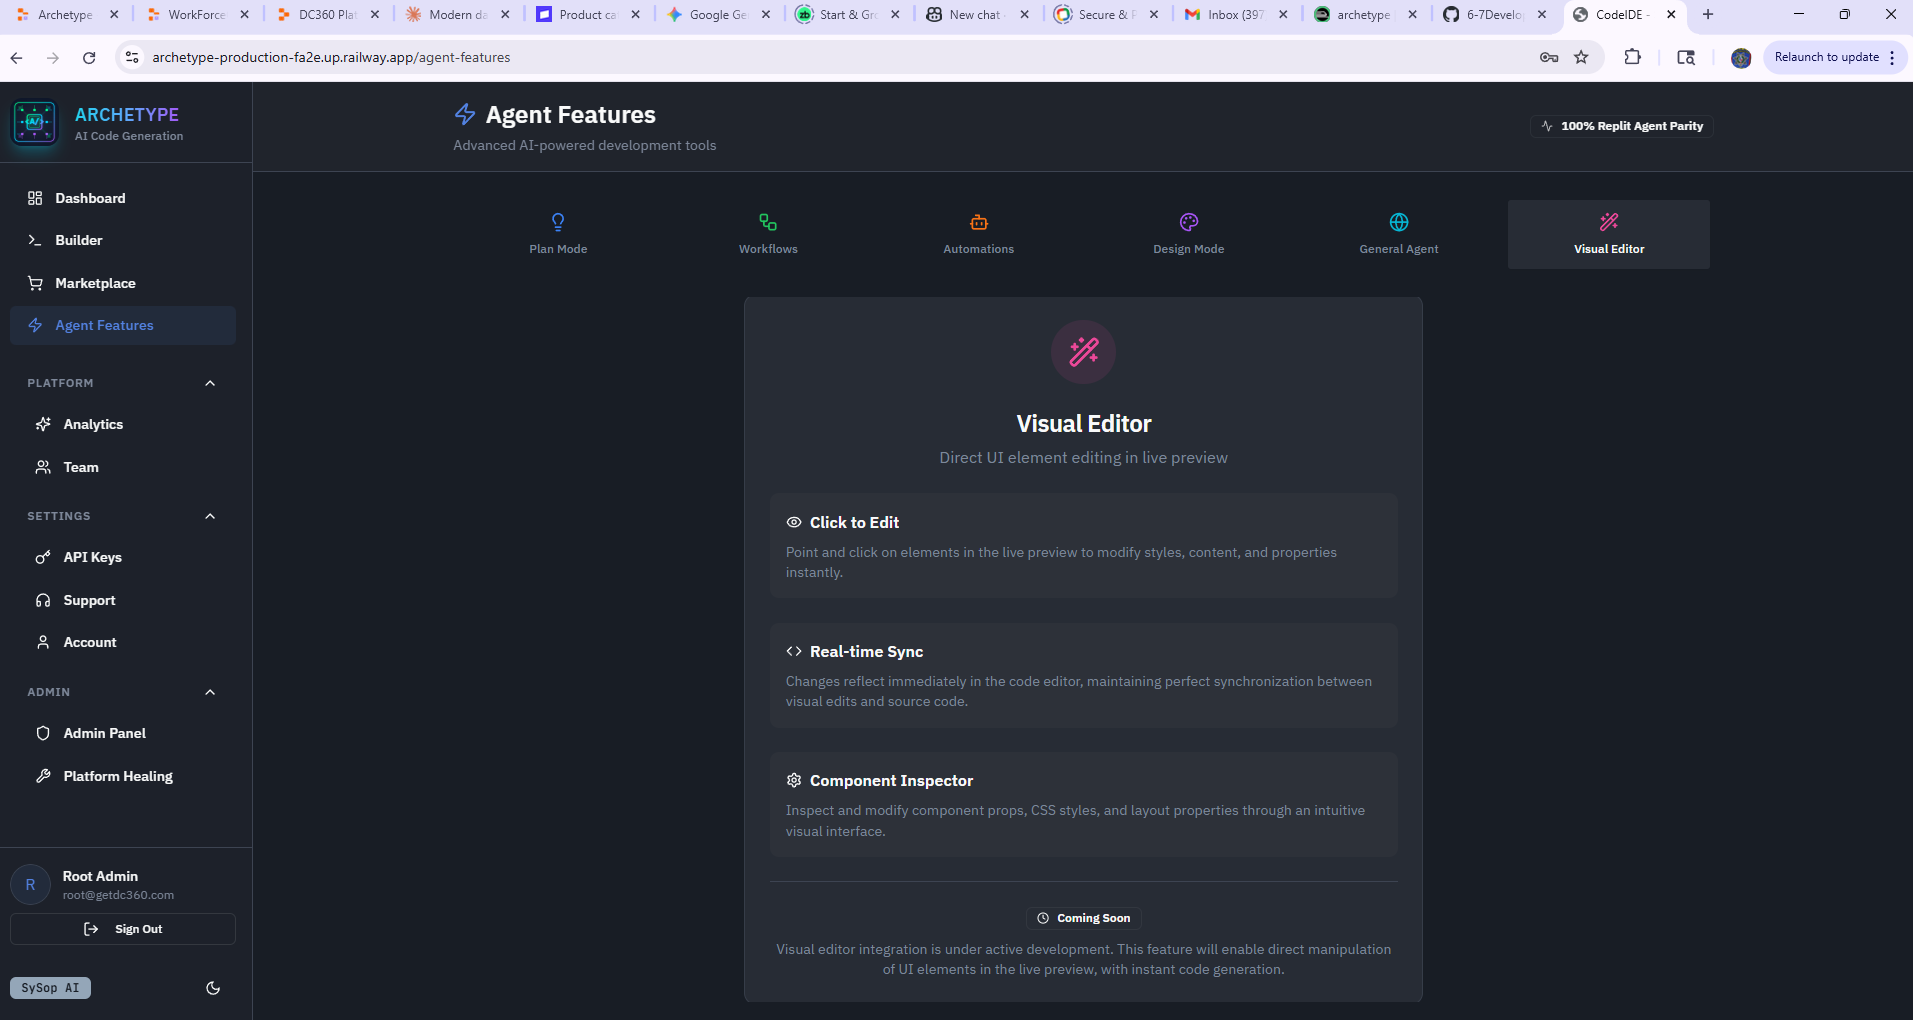 Archetype
WorkForce
DC360 Pla
Modern da
Product ca
Google Ge
Start & Gro
New chat
Secure & P
Inbox (397
archetype
6-7Develo
CodeIDE -
archetype-production-fa2e.up.railway.app/agent-features
Relaunch to update
ARCHETYPE
AI Code Generation
Dashboard
Builder
Marketplace
Agent Features
PLATFORM
Analytics
Team
SETTINGS
API Keys
Support
Account
ADMIN
Admin Panel
Platform Healing
R
Root Admin
root@getdc360.com
Sign Out
SySop AI
Agent Features
Advanced AI-powered development tools
100% Replit Agent Parity
Plan Mode
Workflows
Automations
Design Mode
General Agent
Visual Editor
Visual Editor
Direct UI element editing in live preview
Click to Edit
Point and click on elements in the live preview to modify styles, content, and properties
instantly.
Real-time Sync
Changes reflect immediately in the code editor, maintaining perfect synchronization between
visual edits and source code.
Component Inspector
Inspect and modify component props, CSS styles, and layout properties through an intuitive
visual interface.
Coming Soon
Visual editor integration is under active development. This feature will enable direct manipulation
of UI elements in the live preview, with instant code generation.